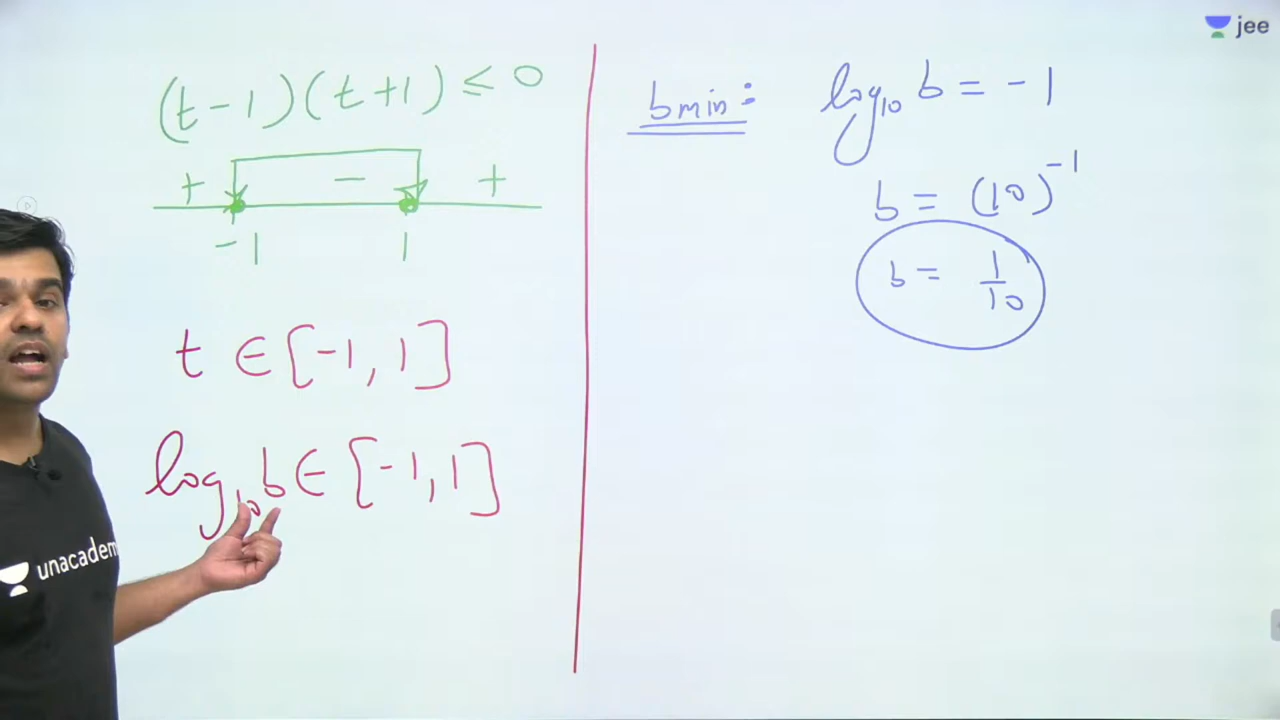 (t-1)(t+1) ≤ 0
+ - +
-1 1
t ∈ [-1, 1]
log₁₀ b ∈ [-1, 1]
bmin: log₁₀ b = -1
b = (10)⁻¹
b = 1/10
jee
unacadem